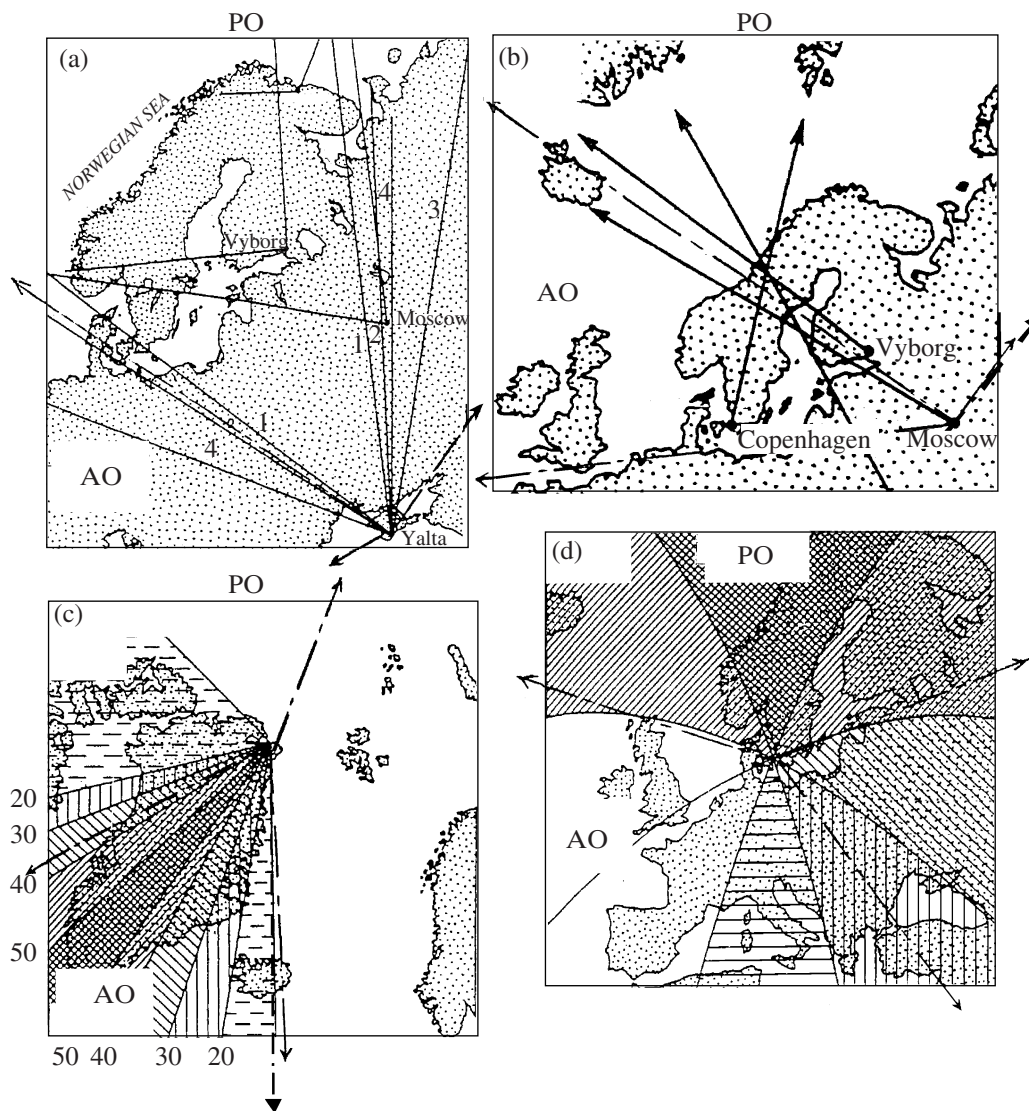 PO
(a)
NORWEGIAN SEA
4
3
Vyborg
Moscow
2
1
1
4
AO
Yalta
PO
(b)
AO
Vyborg
Copenhagen
Moscow
PO
(c)
20
30
40
50
AO
50 40 30 20
PO
(d)
AO